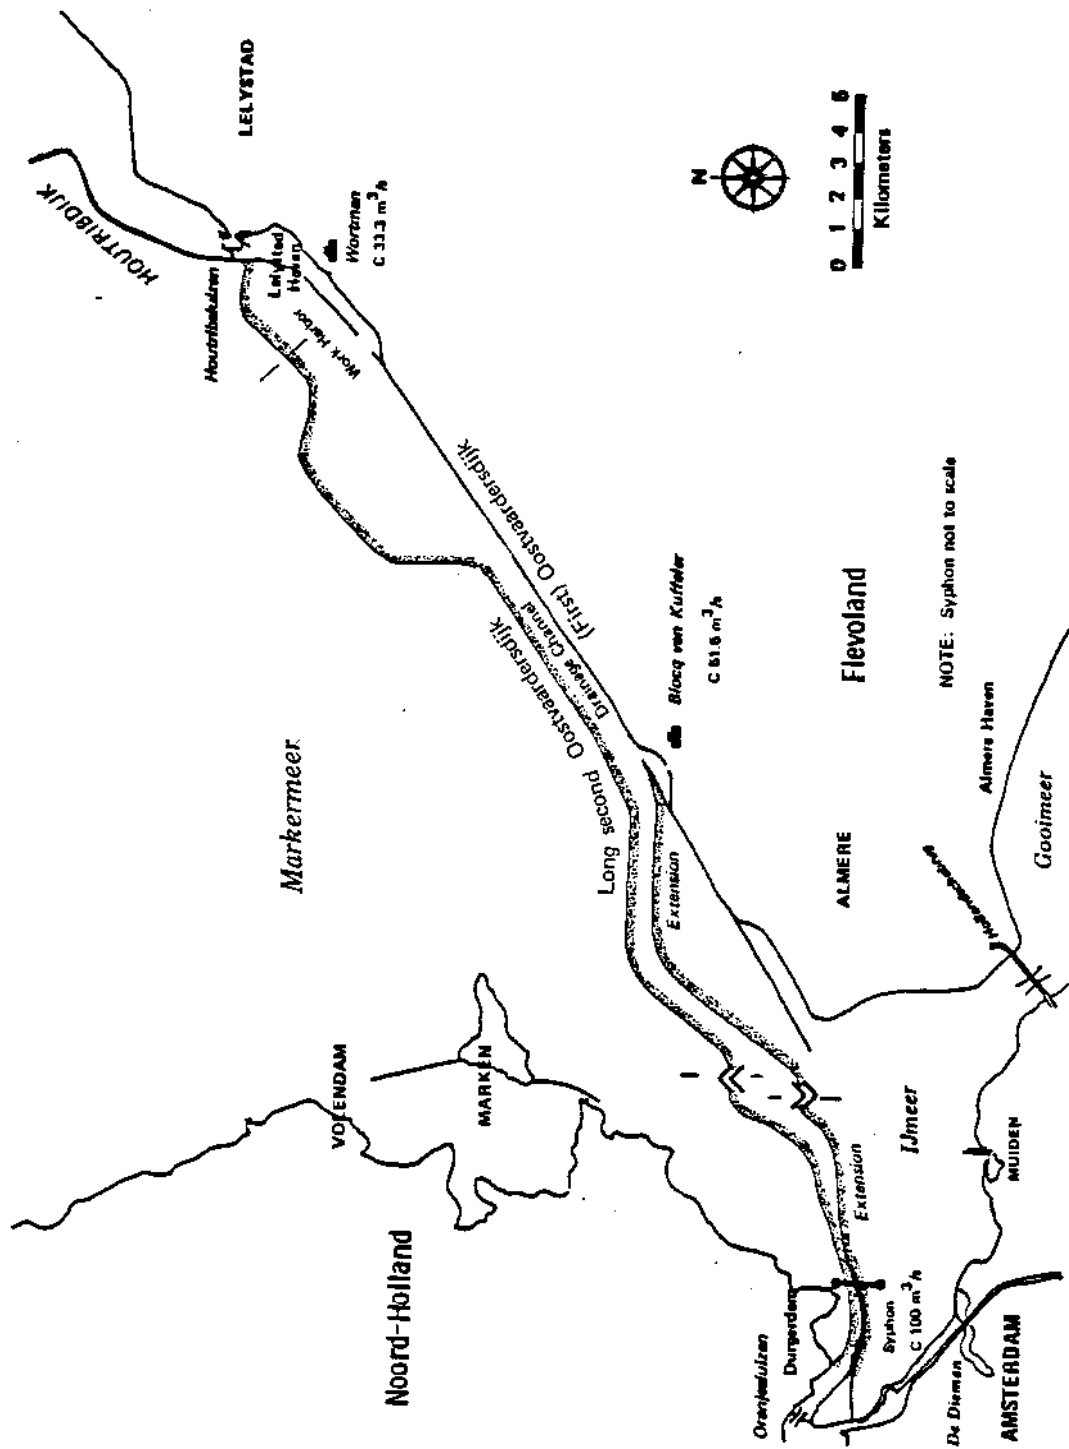 HOUTRIBDIJK
LELYSTAD
Houtribsluizen
Lelystad
Haven
Work Harbor
Wortman
C 33.3 m³/h
N
0 1 2 3 4 5
Kilometers
Markermeer
(First) Oostvaardersdijk
Drainage Channel
Long second Oostvaardersdijk
Blocq van Kuffeler
C 51.6 m³/h
Flevoland
NOTE: Syphon not to scale
Extension
ALMERE
Almere Haven
Gooimeer
Hollandschebrug
VOLENDAM
MARKEN
Noord-Holland
IJmeer
Extension
MUIDEN
Oranjesluizen
Durgerdam
Syphon
C 100 m³/h
De Diemen
AMSTERDAM